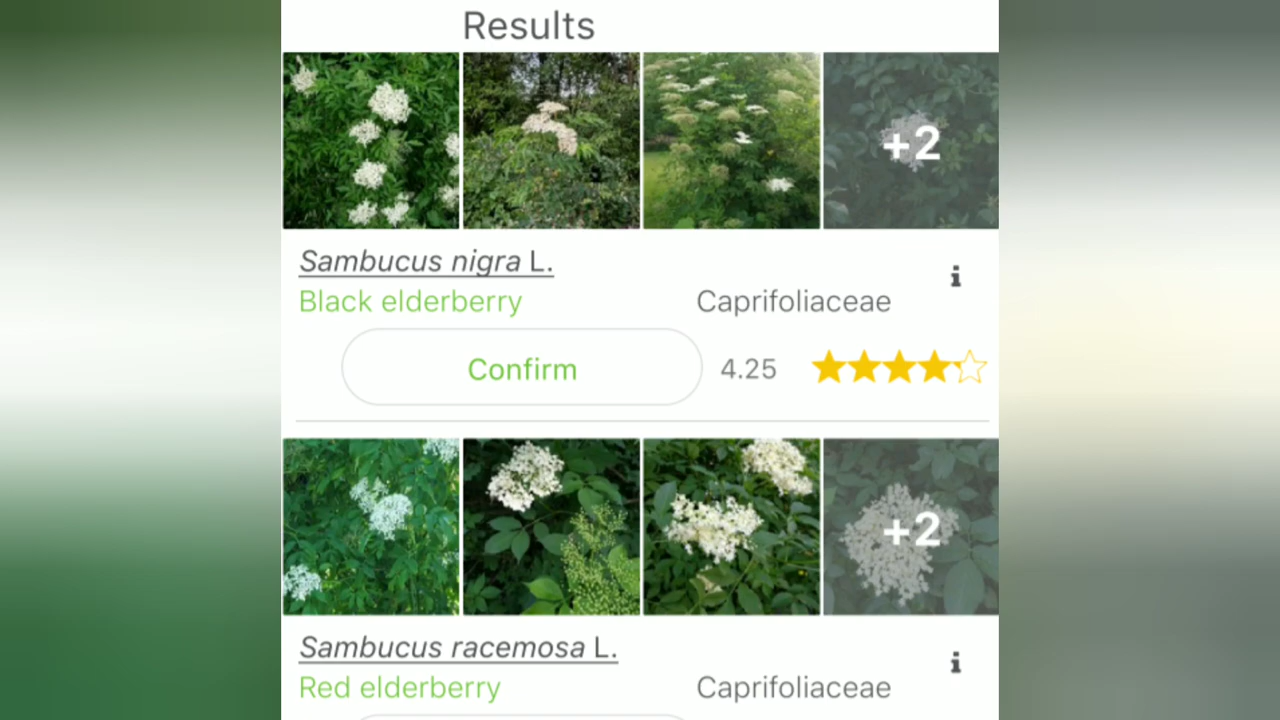 Results
+2
Sambucus nigra L.
Black elderberry
Caprifoliaceae
i
Confirm
4.25
+2
Sambucus racemosa L.
Red elderberry
Caprifoliaceae
i